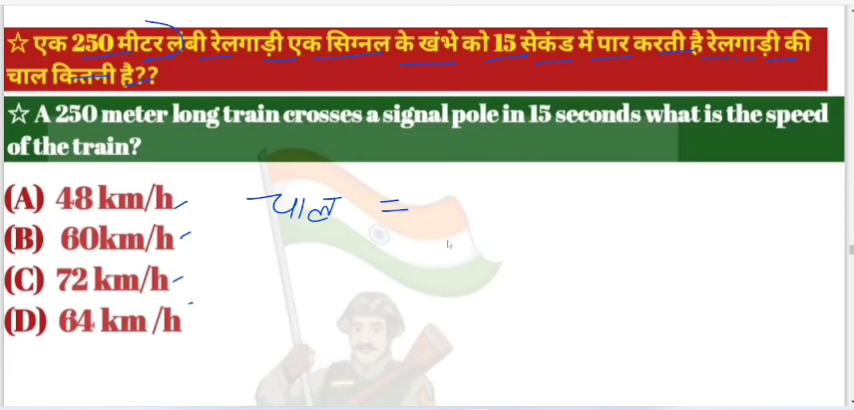 ☆ एक 250 मीटर लंबी रेलगाड़ी एक सिग्नल के खंभे को 15 सेकंड में पार करती है रेलगाड़ी की
चाल कितनी है??
☆ A 250 meter long train crosses a signal pole in 15 seconds what is the speed
of the train?
(A) 48 km/h
चाल =
(B) 60km/h
(C) 72 km/h
(D) 64 km /h